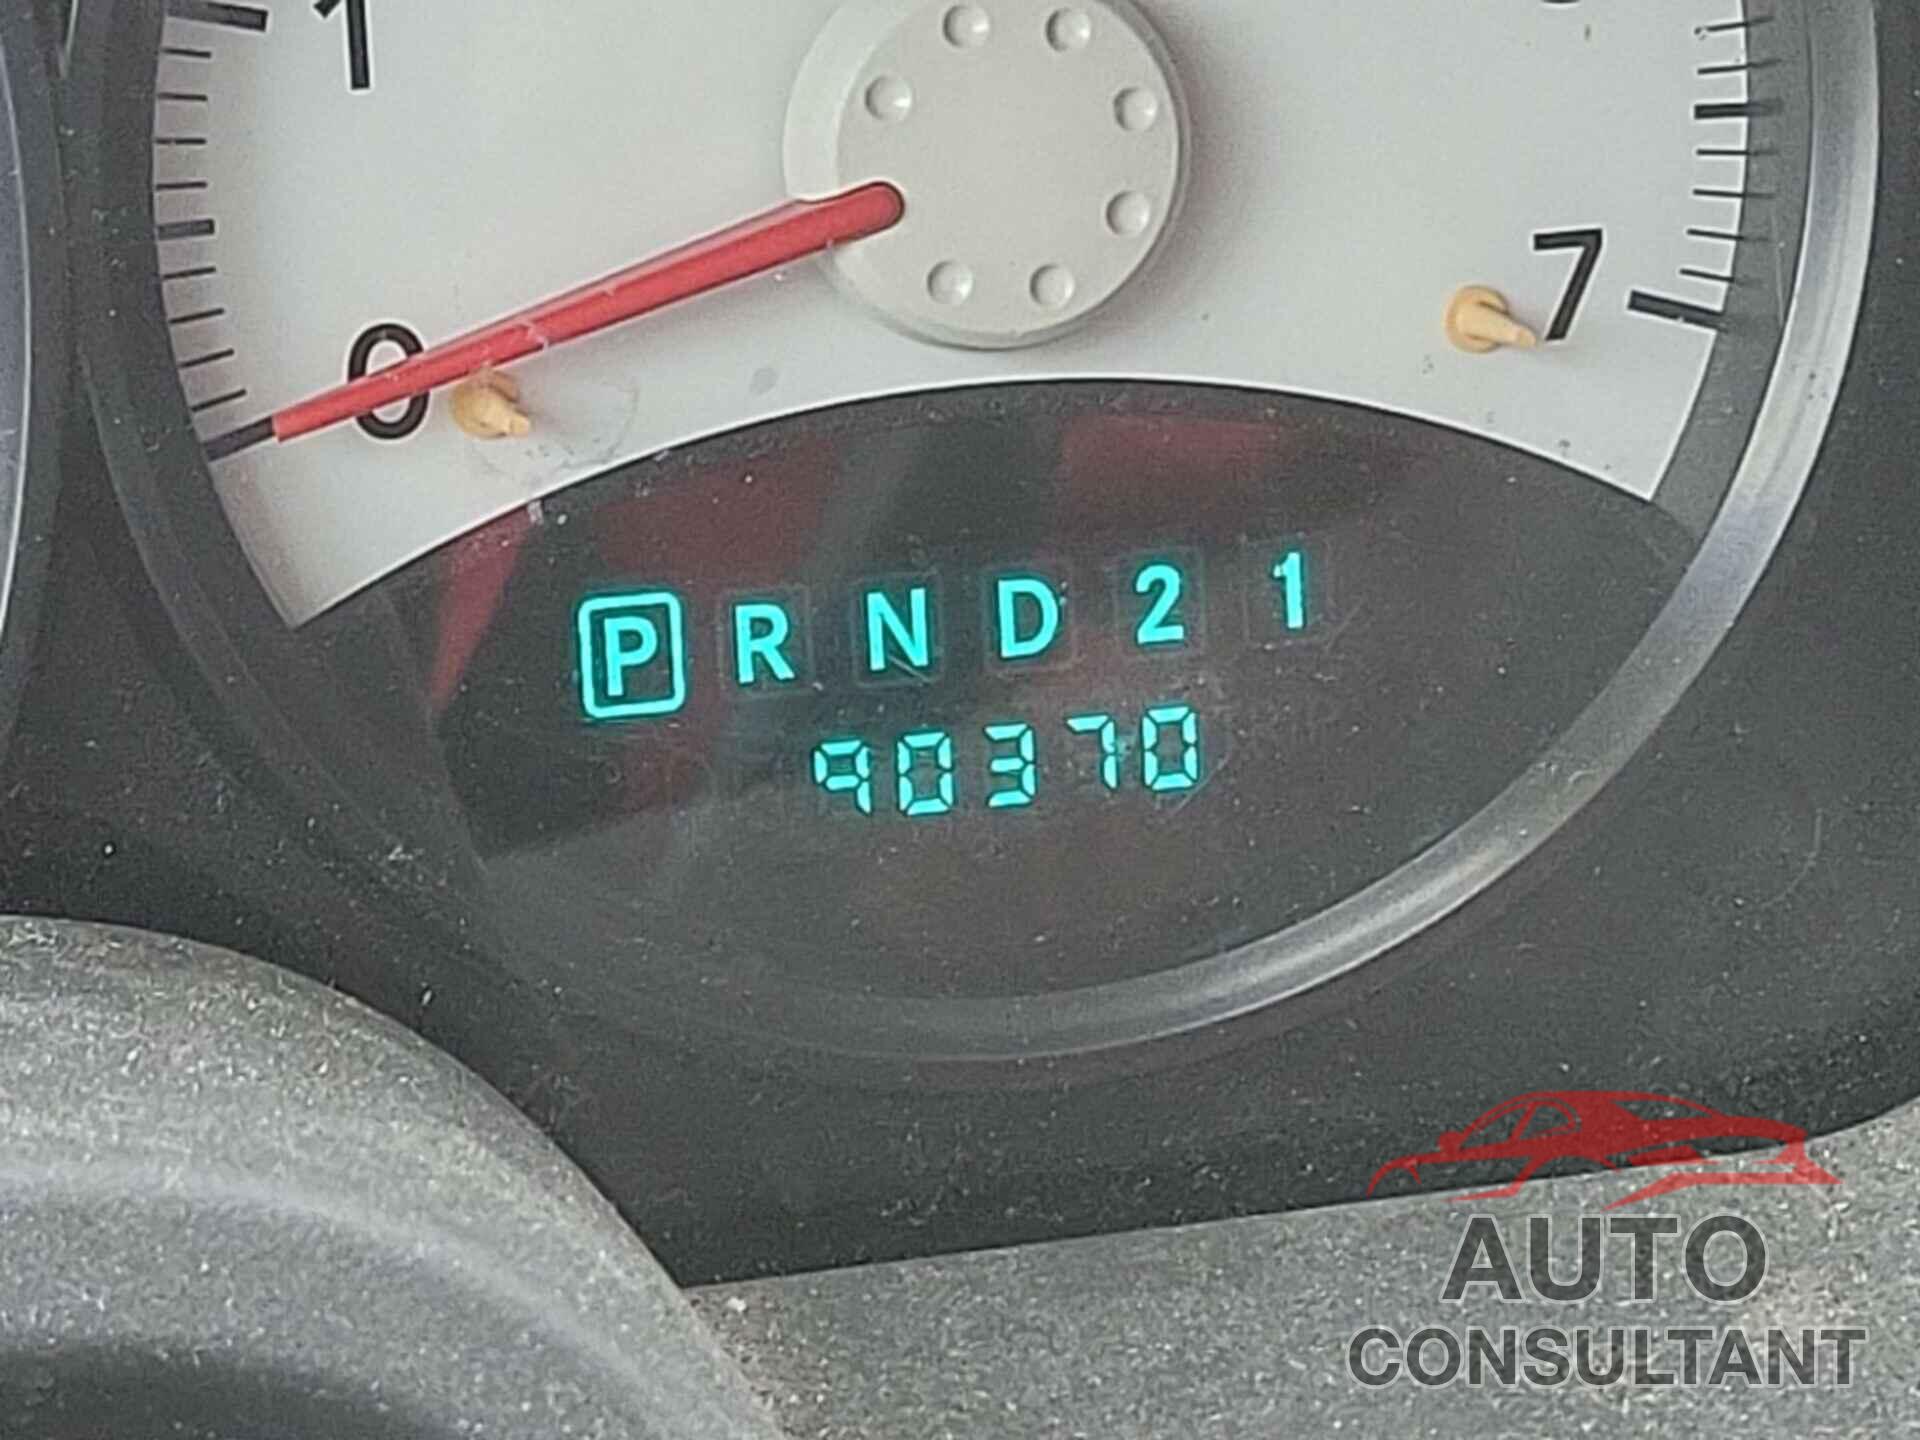 1
0
7
P R N D 2 1
90370
AUTO
CONSULTANT